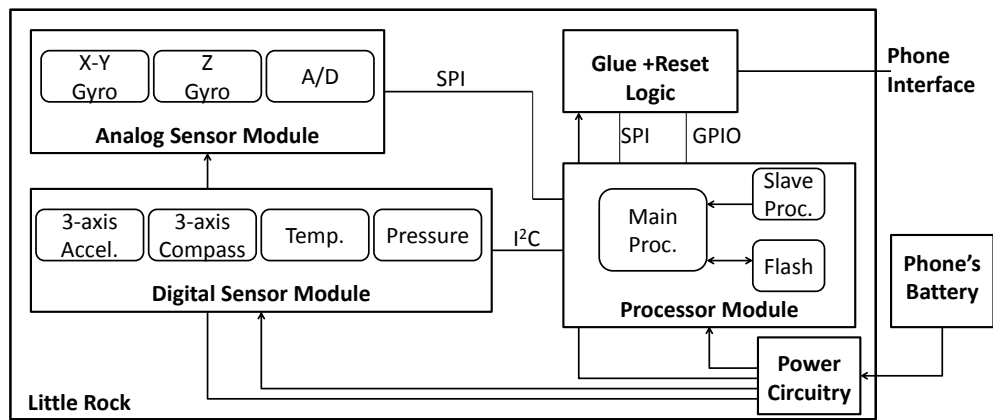 X-Y
Gyro
Z
Gyro
A/D
Analog Sensor Module
SPI
Glue +Reset
Logic
Phone
Interface
SPI
GPIO
3-axis
Accel.
3-axis
Compass
Temp.
Pressure
Digital Sensor Module
I²C
Main
Proc.
Slave
Proc.
Flash
Processor Module
Phone's
Battery
Power
Circuitry
Little Rock